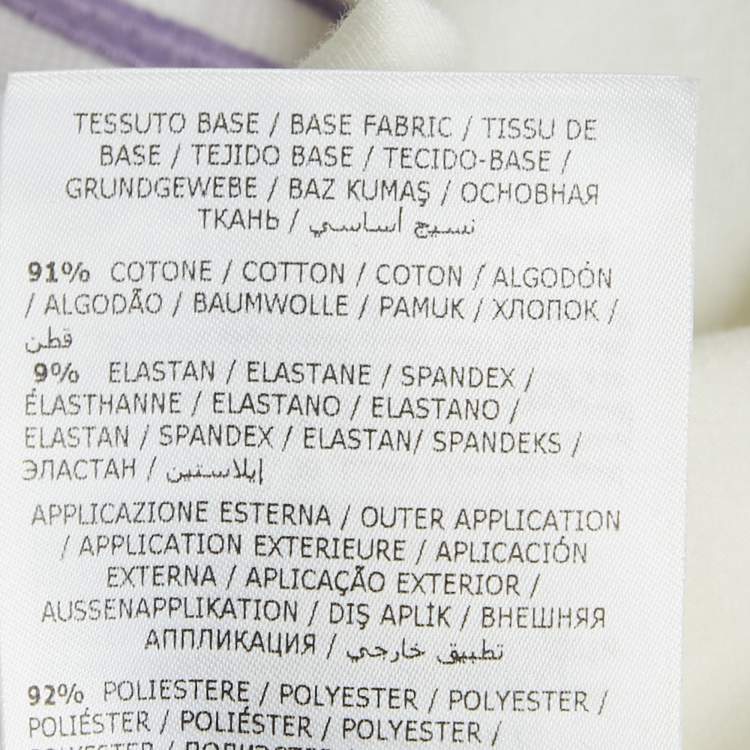 TESSUTO BASE / BASE FABRIC / TISSU DE
BASE / TEJIDO BASE / TECIDO-BASE /
GRUNDGEWEBE / BAZ KUMAŞ / ОСНОВНАЯ
ТКАНЬ / نسيج أساسي
91% COTONE / COTTON / COTON / ALGODÓN
/ ALGODÃO / BAUMWOLLE / PAMUK / ХЛОПОК /
قطن
9% ELASTAN / ELASTANE / SPANDEX /
ÉLASTHANNE / ELASTANO / ELASTANO /
ELASTAN / SPANDEX / ELASTAN/ SPANDEKS /
ЭЛАСТАН / إيلاستين
APPLICAZIONE ESTERNA / OUTER APPLICATION
/ APPLICATION EXTERIEURE / APLICACIÓN
EXTERNA / APLICAÇÃO EXTERIOR /
AUSSENAPPLIKATION / DIŞ APLİK / ВНЕШНЯЯ
АППЛИКАЦИЯ / تطبيق خارجي
92% POLIESTERE / POLYESTER / POLYESTER /
POLIÉSTER / POLIÉSTER / POLYESTER /
POLYESTER / ПОЛИЭСТЕР /